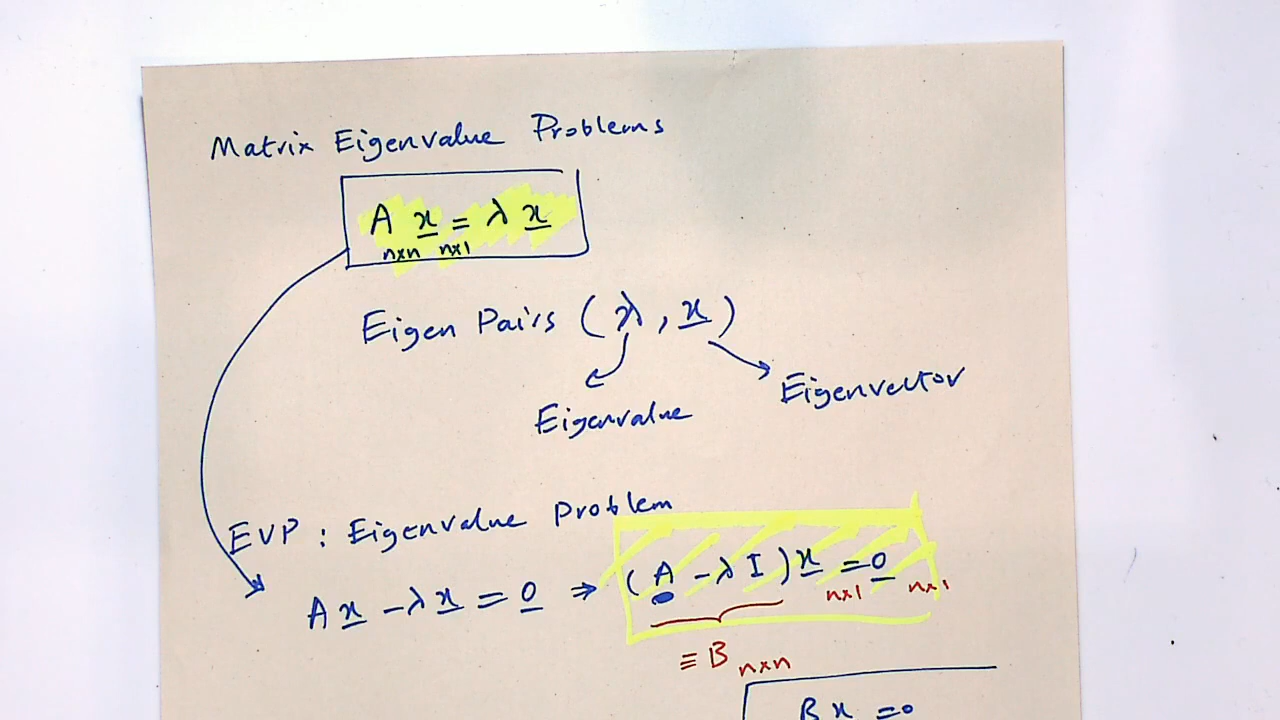 Matrix Eigenvalue Problems
A x = λ x
nxn nx1
Eigen Pairs (λ, x)
Eigenvalue
Eigenvector
EVP : Eigenvalue Problem
A x - λ x = 0 ⇒ (A - λ I) x = 0
nx1 nx1
≡ B nxn
B x = 0